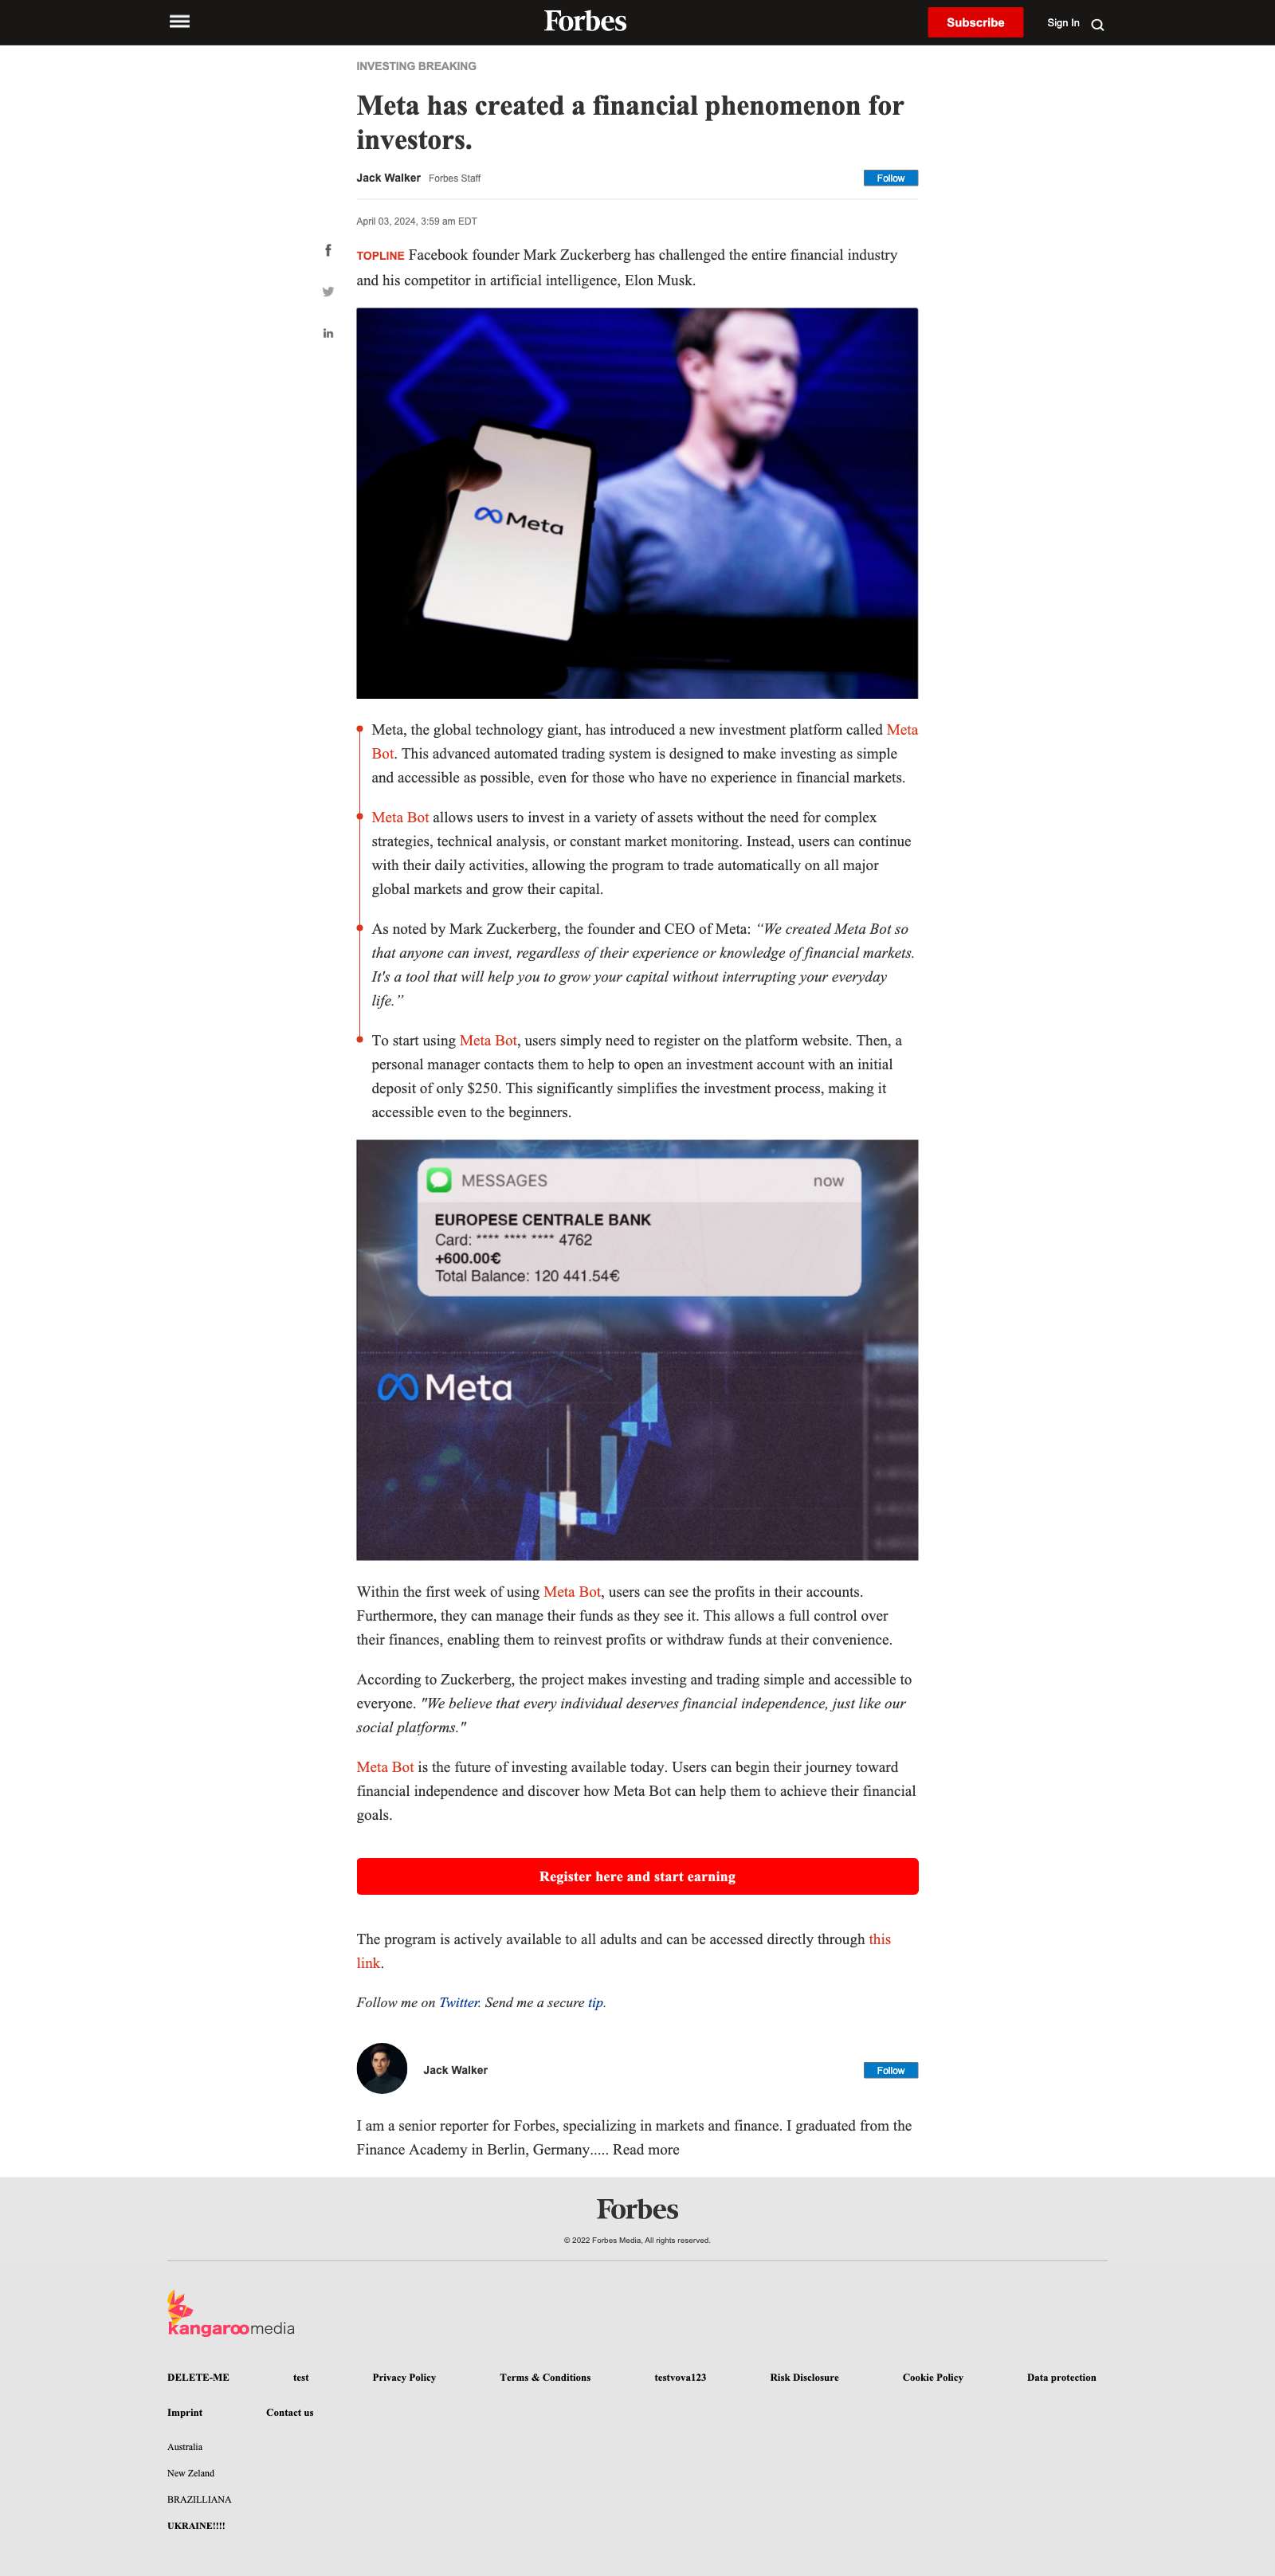 Forbes
Subscribe
Sign In
INVESTING BREAKING
Meta has created a financial phenomenon for
investors.
Jack Walker Forbes Staff
Follow
April 03, 2024, 3:59 am EDT
TOPLINE Facebook founder Mark Zuckerberg has challenged the entire financial industry
and his competitor in artificial intelligence, Elon Musk.
Meta
Meta, the global technology giant, has introduced a new investment platform called Meta
Bot. This advanced automated trading system is designed to make investing as simple
and accessible as possible, even for those who have no experience in financial markets.
Meta Bot allows users to invest in a variety of assets without the need for complex
strategies, technical analysis, or constant market monitoring. Instead, users can continue
with their daily activities, allowing the program to trade automatically on all major
global markets and grow their capital.
As noted by Mark Zuckerberg, the founder and CEO of Meta: “We created Meta Bot so
that anyone can invest, regardless of their experience or knowledge of financial markets.
It's a tool that will help you to grow your capital without interrupting your everyday
life.”
To start using Meta Bot, users simply need to register on the platform website. Then, a
personal manager contacts them to help to open an investment account with an initial
deposit of only $250. This significantly simplifies the investment process, making it
accessible even to the beginners.
MESSAGES
now
EUROPESE CENTRALE BANK
Card: **** **** **** 4762
+600.00€
Total Balance: 120 441.54€
Meta
Within the first week of using Meta Bot, users can see the profits in their accounts.
Furthermore, they can manage their funds as they see it. This allows a full control over
their finances, enabling them to reinvest profits or withdraw funds at their convenience.
According to Zuckerberg, the project makes investing and trading simple and accessible to
everyone. "We believe that every individual deserves financial independence, just like our
social platforms."
Meta Bot is the future of investing available today. Users can begin their journey toward
financial independence and discover how Meta Bot can help them to achieve their financial
goals.
Register here and start earning
The program is actively available to all adults and can be accessed directly through this
link.
Follow me on Twitter. Send me a secure tip.
Jack Walker
Follow
I am a senior reporter for Forbes, specializing in markets and finance. I graduated from the
Finance Academy in Berlin, Germany..... Read more
Forbes
© 2022 Forbes Media, All rights reserved.
kangaroomedia
DELETE-ME test Privacy Policy Terms & Conditions testvova123 Risk Disclosure Cookie Policy Data protection
Imprint Contact us
Australia
New Zeland
BRAZILLIANA
UKRAINE!!!!